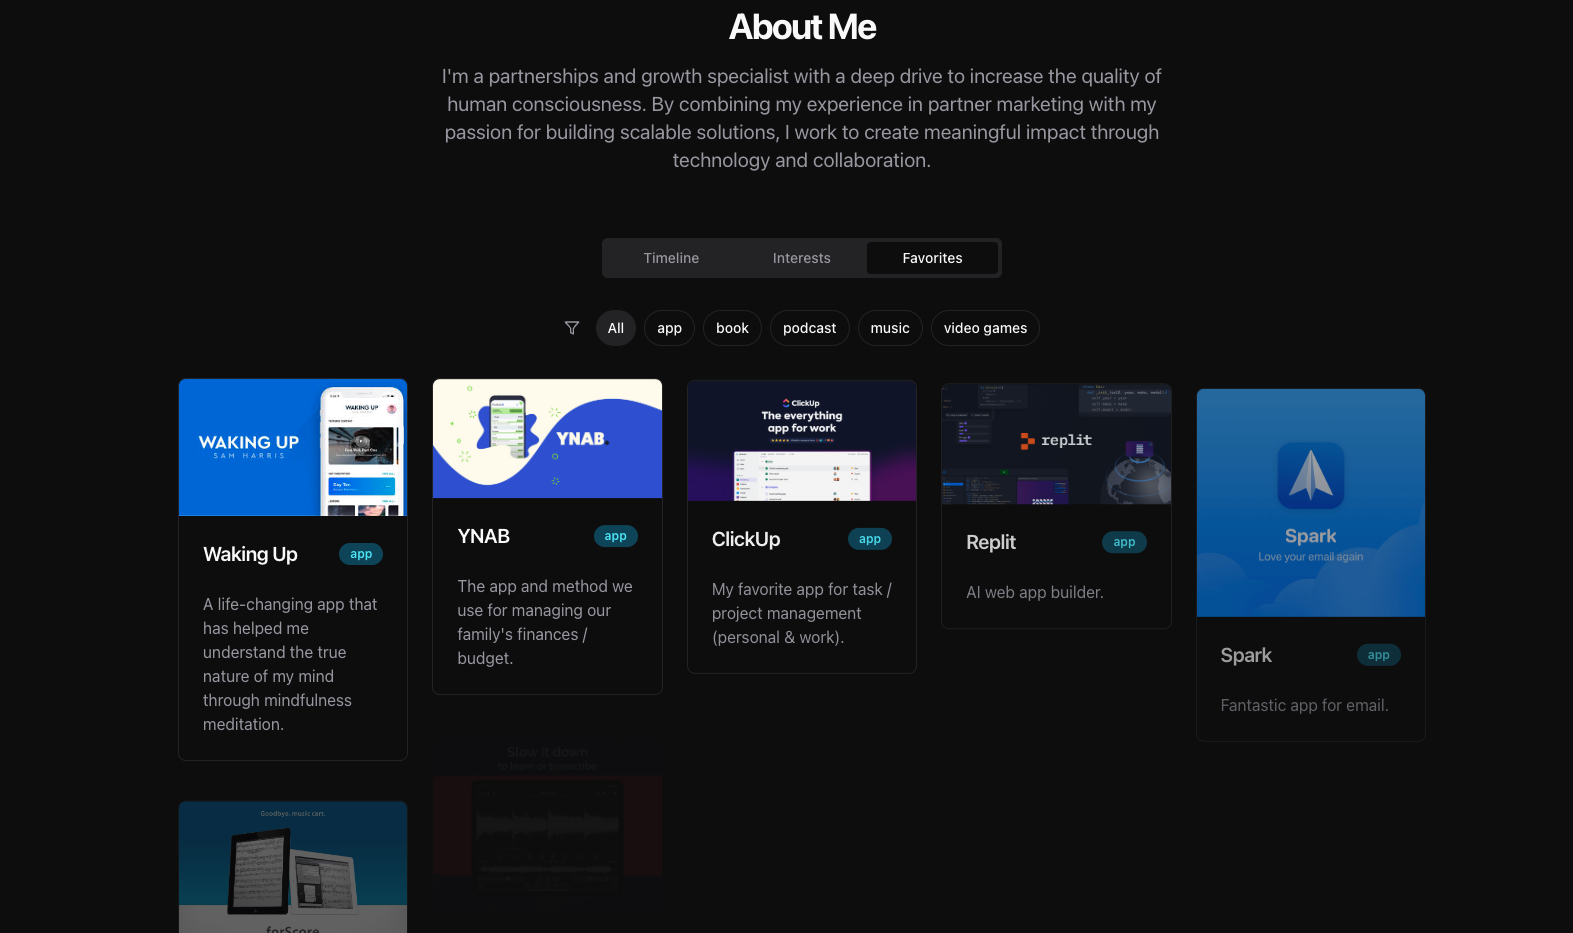 About Me
I'm a partnerships and growth specialist with a deep drive to increase the quality of
human consciousness. By combining my experience in partner marketing with my
passion for building scalable solutions, I work to create meaningful impact through
technology and collaboration.
Timeline
Interests
Favorites
All
app
book
podcast
music
video games
WAKING UP
SAM HARRIS
WAKING UP
Day Ten
Waking Up
app
A life-changing app that
has helped me
understand the true
nature of my mind
through mindfulness
meditation.
YNAB.
YNAB
app
The app and method we
use for managing our
family's finances /
budget.
ClickUp
The everything
app for work
ClickUp
app
My favorite app for task /
project management
(personal & work).
replit
Replit
app
AI web app builder.
Spark
Love your email again
Spark
app
Fantastic app for email.
Slow it down
to learn or transcribe
Goodbye, music cart.
forScore